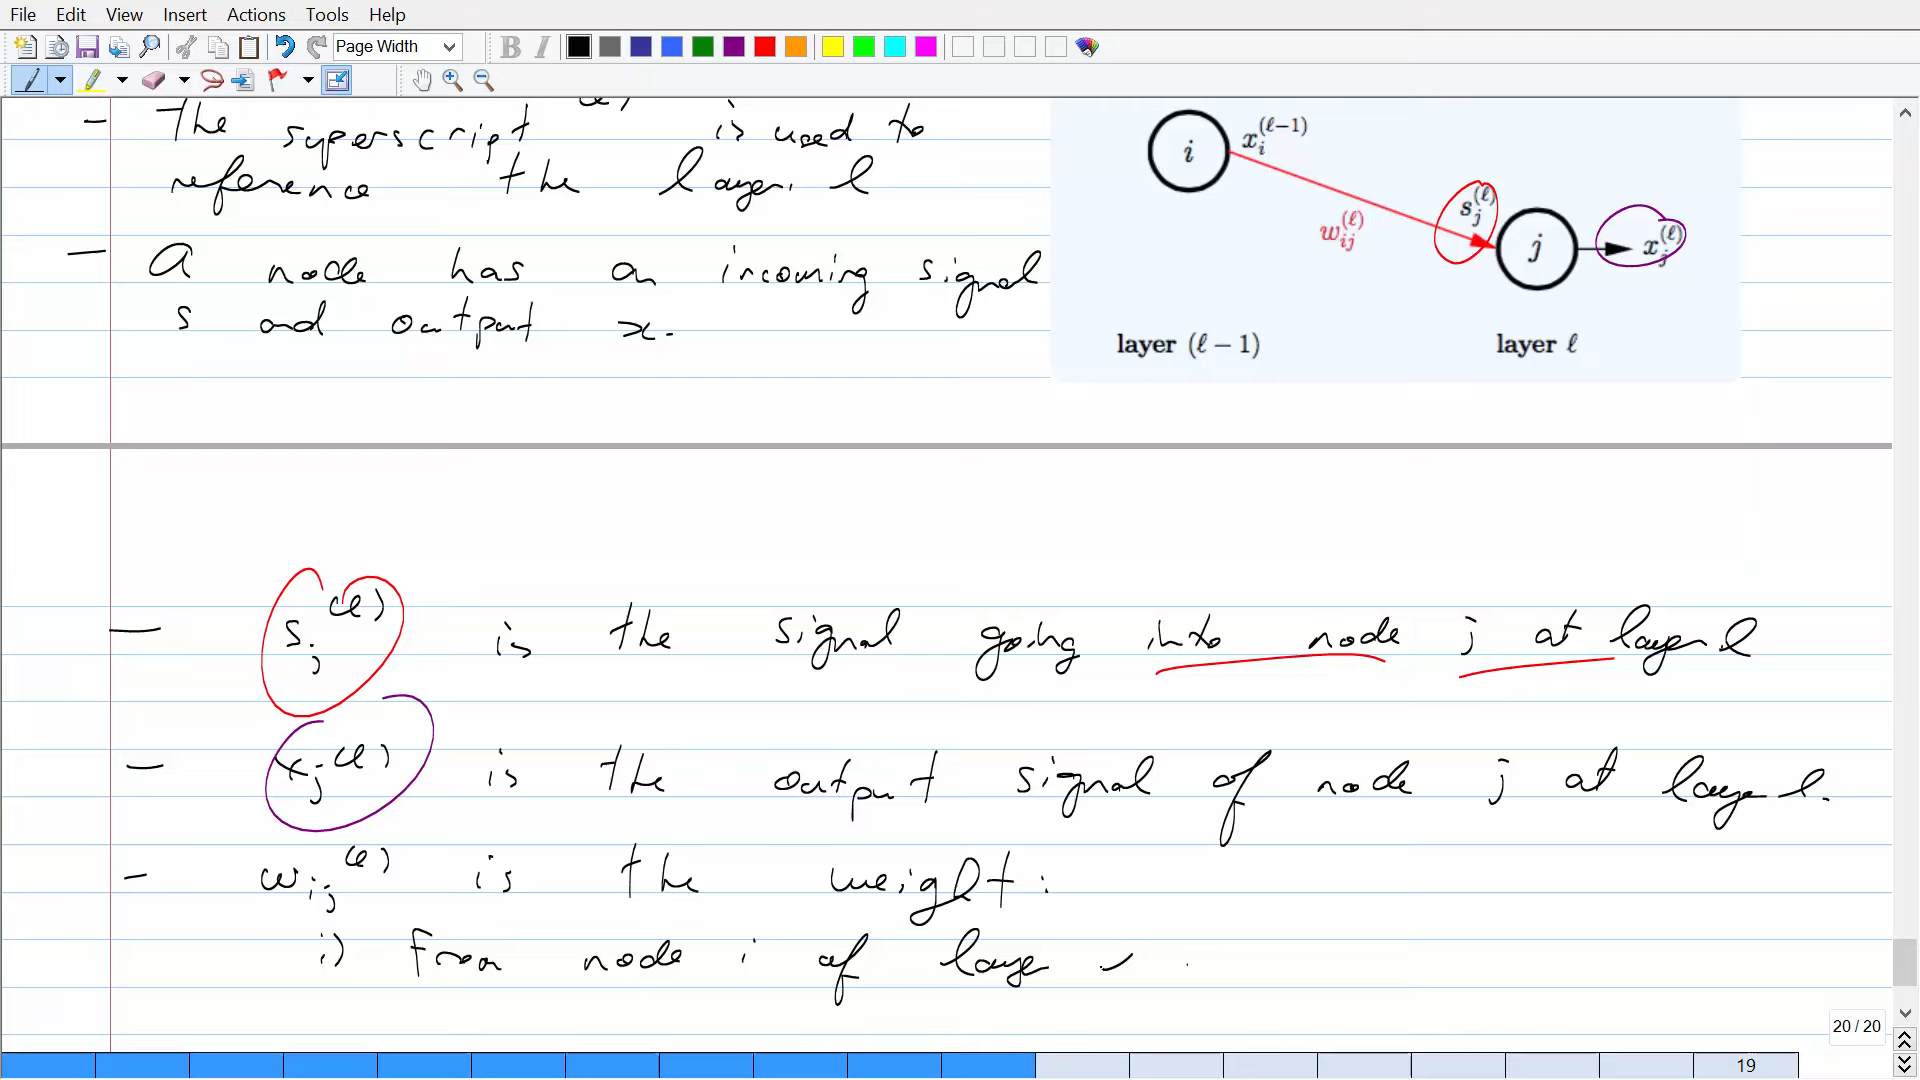 File Edit View Insert Actions Tools Help
Page Width
B I
- The superscript (ℓ) is used to
reference the layer ℓ
- A node has an incoming signal
s and output x.
i
x_i^(ℓ−1)
w_ij^(ℓ)
s_j^(ℓ)
j
x_j^(ℓ)
layer (ℓ − 1)
layer ℓ
- s_j^(ℓ) is the signal going into node j at layer ℓ
- x_j^(ℓ) is the output signal of node j at layer ℓ.
- w_ij^(ℓ) is the weight:
i) From node i of layer
20 / 20
19